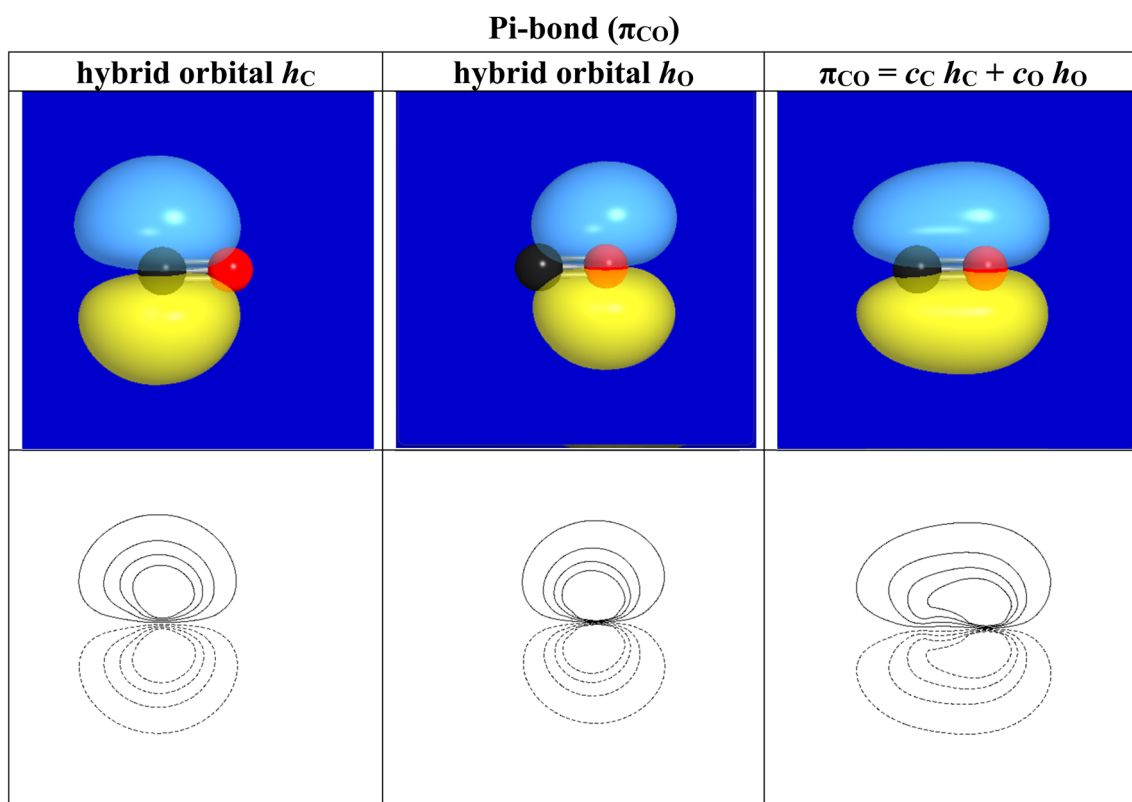 Pi-bond (πCO)
hybrid orbital hC
hybrid orbital hO
πCO = cC hC + cO hO